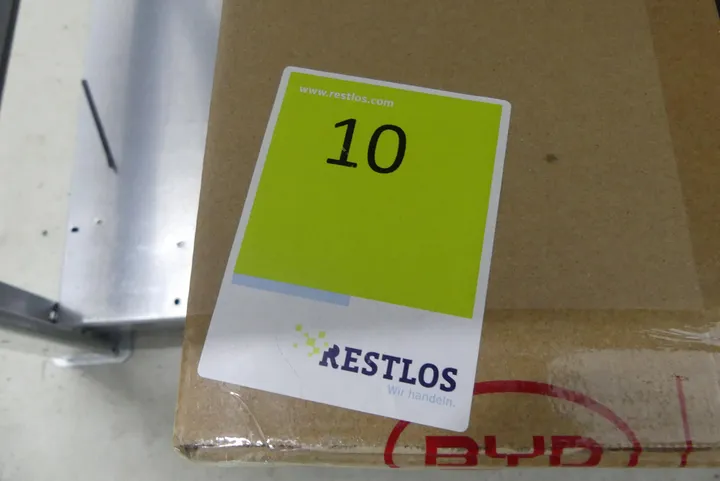 www.restlos.com
10
RESTLOS
Wir handeln.
BYD